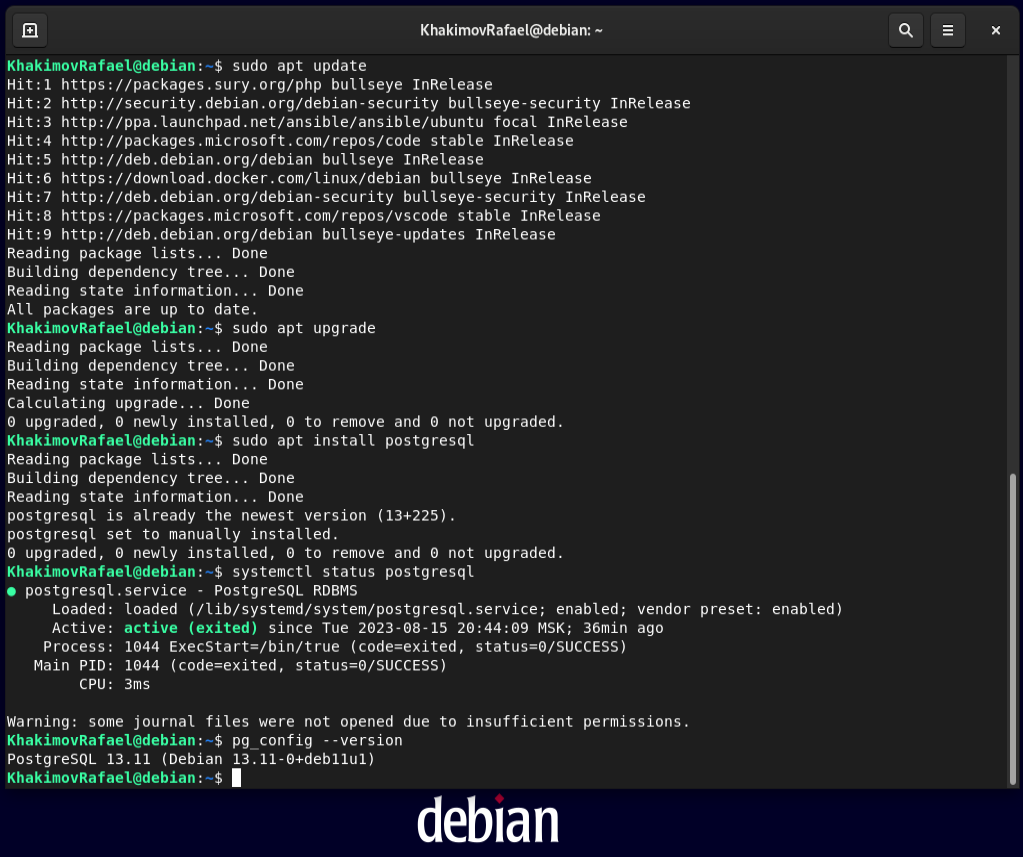 KhakimovRafael@debian: ~
KhakimovRafael@debian:~$ sudo apt update
Hit:1 https://packages.sury.org/php bullseye InRelease
Hit:2 http://security.debian.org/debian-security bullseye-security InRelease
Hit:3 http://ppa.launchpad.net/ansible/ansible/ubuntu focal InRelease
Hit:4 http://packages.microsoft.com/repos/code stable InRelease
Hit:5 http://deb.debian.org/debian bullseye InRelease
Hit:6 https://download.docker.com/linux/debian bullseye InRelease
Hit:7 http://deb.debian.org/debian-security bullseye-security InRelease
Hit:8 https://packages.microsoft.com/repos/vscode stable InRelease
Hit:9 http://deb.debian.org/debian bullseye-updates InRelease
Reading package lists... Done
Building dependency tree... Done
Reading state information... Done
All packages are up to date.
KhakimovRafael@debian:~$ sudo apt upgrade
Reading package lists... Done
Building dependency tree... Done
Reading state information... Done
Calculating upgrade... Done
0 upgraded, 0 newly installed, 0 to remove and 0 not upgraded.
KhakimovRafael@debian:~$ sudo apt install postgresql
Reading package lists... Done
Building dependency tree... Done
Reading state information... Done
postgresql is already the newest version (13+225).
postgresql set to manually installed.
0 upgraded, 0 newly installed, 0 to remove and 0 not upgraded.
KhakimovRafael@debian:~$ systemctl status postgresql
● postgresql.service - PostgreSQL RDBMS
     Loaded: loaded (/lib/systemd/system/postgresql.service; enabled; vendor preset: enabled)
     Active: active (exited) since Tue 2023-08-15 20:44:09 MSK; 36min ago
    Process: 1044 ExecStart=/bin/true (code=exited, status=0/SUCCESS)
   Main PID: 1044 (code=exited, status=0/SUCCESS)
        CPU: 3ms
Warning: some journal files were not opened due to insufficient permissions.
KhakimovRafael@debian:~$ pg_config --version
PostgreSQL 13.11 (Debian 13.11-0+deb11u1)
KhakimovRafael@debian:~$
debian